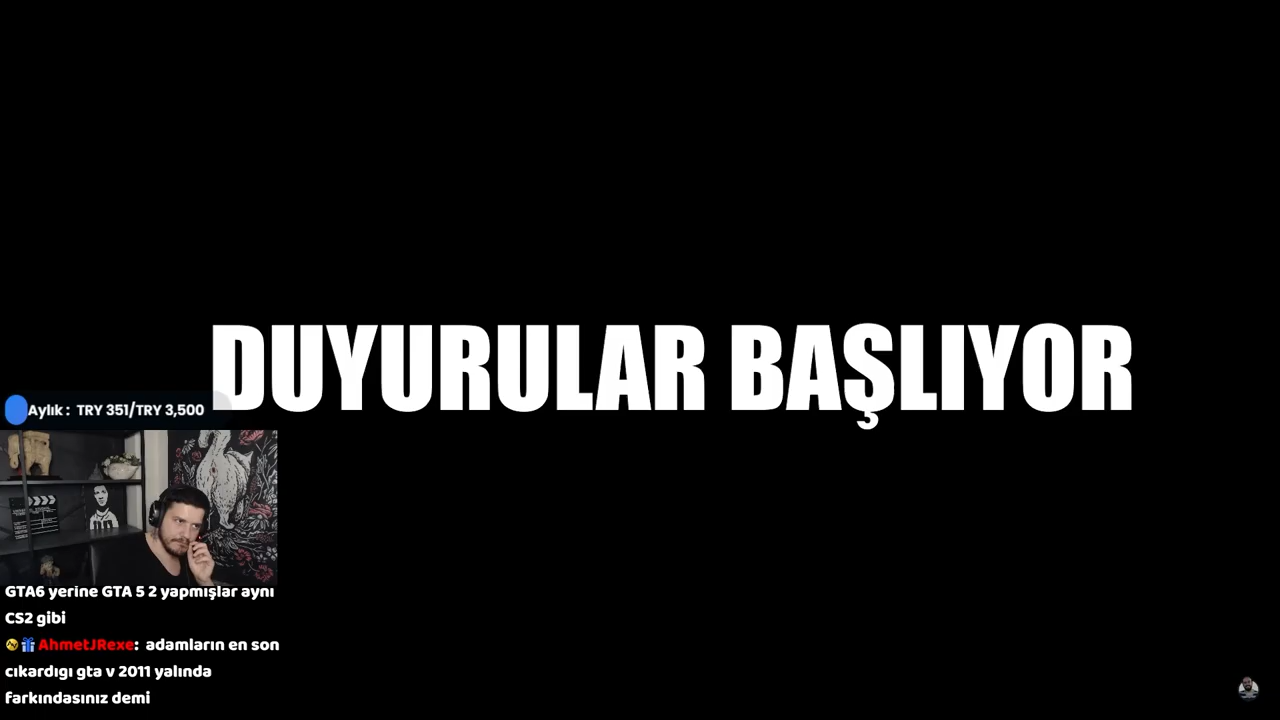 DUYURULAR BAŞLIYOR
Aylık : TRY 351/TRY 3,500
GTA6 yerine GTA 5 2 yapmışlar aynı
CS2 gibi
AhmetJRexe: adamların en son
cıkardıgı gta v 2011 yalında
farkındasınız demi